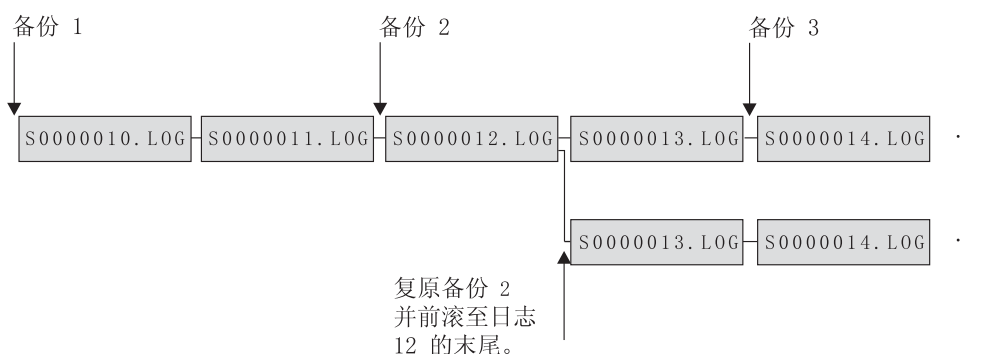 备份 1
备份 2
备份 3
S0000010.LOG
S0000011.LOG
S0000012.LOG
S0000013.LOG
S0000014.LOG
S0000013.LOG
S0000014.LOG
复原备份 2
并前滚至日志
12 的末尾。